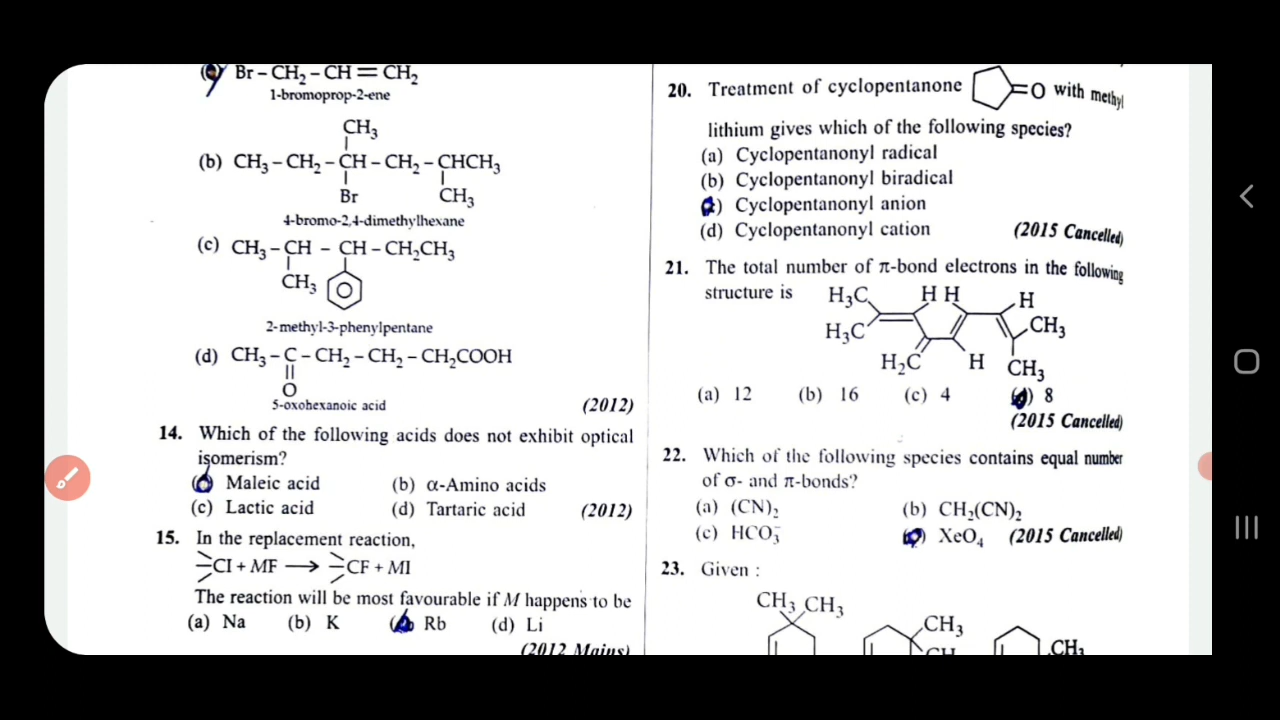 (a) Br – CH₂ – CH = CH₂
1-bromoprop-2-ene
CH₃
(b) CH₃ – CH₂ – CH – CH₂ – CHCH₃
Br CH₃
4-bromo-2,4-dimethylhexane
(c) CH₃ – CH – CH – CH₂CH₃
CH₃
2-methyl-3-phenylpentane
(d) CH₃ – C – CH₂ – CH₂ – CH₂COOH
O
5-oxohexanoic acid (2012)
14. Which of the following acids does not exhibit optical
isomerism?
Maleic acid (b) α-Amino acids
(c) Lactic acid (d) Tartaric acid (2012)
15. In the replacement reaction,
CI + MF ⟶ CF + MI
The reaction will be most favourable if M happens to be
(a) Na (b) K Rb (d) Li
(2012 Mains)
20. Treatment of cyclopentanone =O with methyl
lithium gives which of the following species?
(a) Cyclopentanonyl radical
(b) Cyclopentanonyl biradical
Cyclopentanonyl anion
(d) Cyclopentanonyl cation (2015 Cancelled)
21. The total number of π-bond electrons in the following
structure is H₃C H H H
H₃C CH₃
H₂C H CH₃
(a) 12 (b) 16 (c) 4 8
(2015 Cancelled)
22. Which of the following species contains equal number
of σ- and π-bonds?
(a) (CN)₂ (b) CH₂(CN)₂
(c) HCO₃⁻ XeO₄ (2015 Cancelled)
23. Given :
CH₃ CH₃
CH₃
CH₃